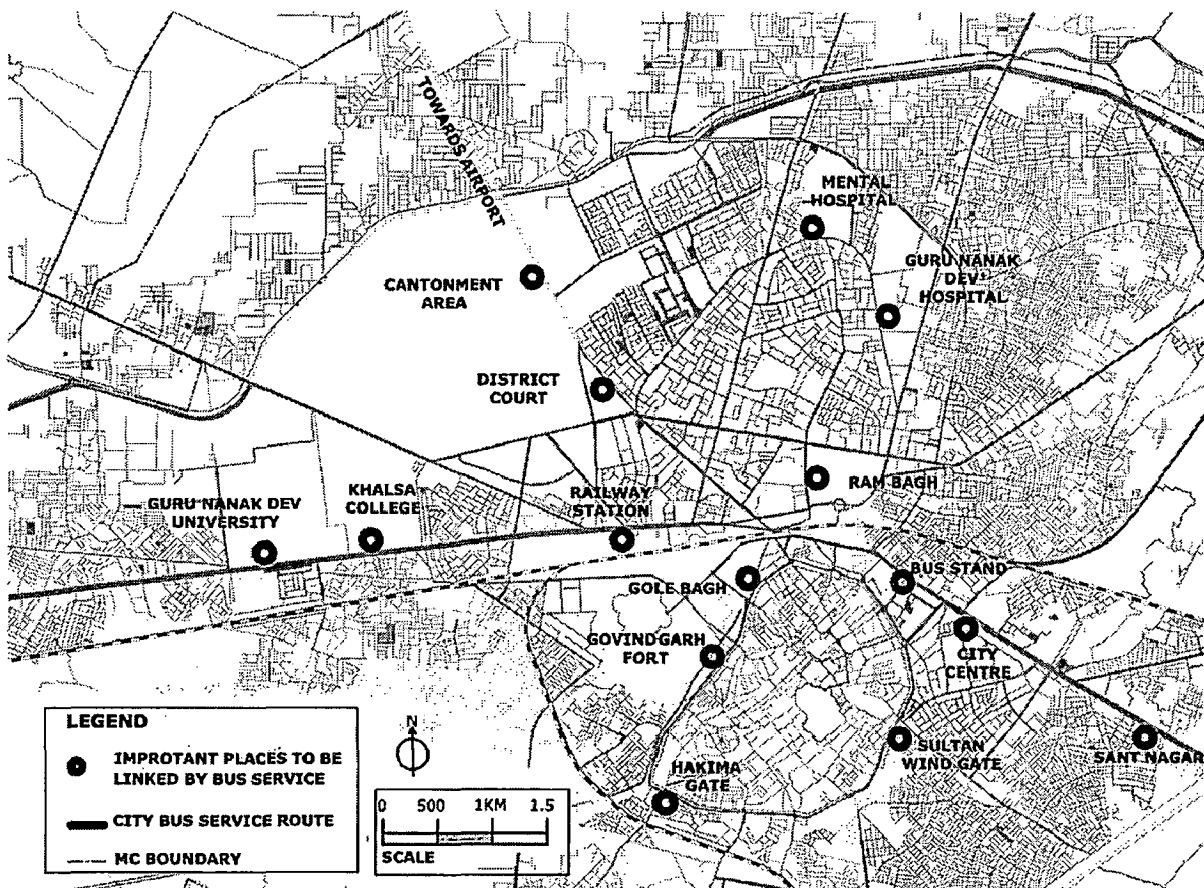 TOWARDS AIRPORT
MENTAL
HOSPITAL
GURU NANAK
DEV
HOSPITAL
CANTONMENT
AREA
DISTRICT
COURT
RAM BAGH
KHALSA
COLLEGE
RAILWAY
STATION
GURU NANAK DEV
UNIVERSITY
BUS STAND
GOLE BAGH
GOVINDGARH
FORT
CITY
CENTRE
SULTAN
WIND GATE
SANT NAGAR
HAKIMA
GATE
LEGEND
IMPROTANT PLACES TO BE
LINKED BY BUS SERVICE
CITY BUS SERVICE ROUTE
MC BOUNDARY
N
0 500 1KM 1.5
SCALE